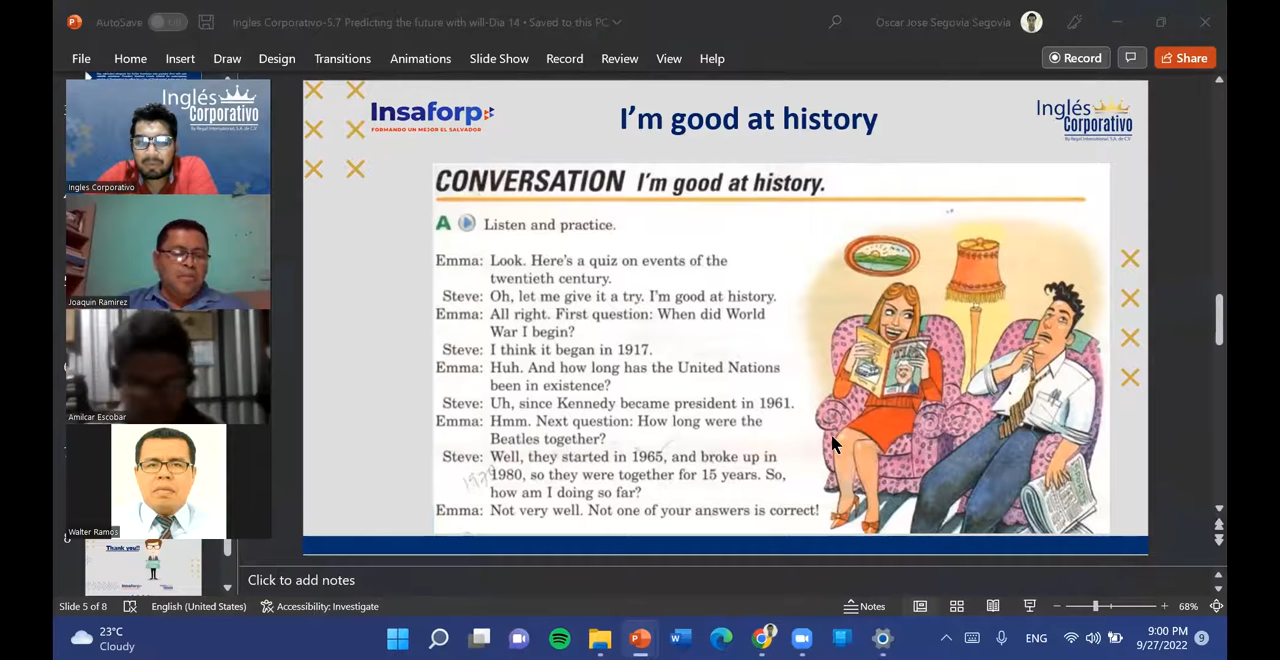 AutoSave
Off
Ingles Corporativo-5.7 Predicting the future with will-Dia 14 • Saved to this PC
Oscar Jose Segovia Segovia
File
Home
Insert
Draw
Design
Transitions
Animations
Slide Show
Record
Review
View
Help
Record
Share
Inglés
Corporativo
Ingles Corporativo
Joaquin Ramirez
Amilcar Escobar
Walter Ramos
Thank you!!
Insaforp
FORMANDO UN MEJOR EL SALVADOR
I'm good at history
Inglés
Corporativo
By Regal International, S.A. de C.V.
CONVERSATION I'm good at history.
A Listen and practice.
Emma: Look. Here's a quiz on events of the
twentieth century.
Steve: Oh, let me give it a try. I'm good at history.
Emma: All right. First question: When did World
War I begin?
Steve: I think it began in 1917.
Emma: Huh. And how long has the United Nations
been in existence?
Steve: Uh, since Kennedy became president in 1961.
Emma: Hmm. Next question: How long were the
Beatles together?
Steve: Well, they started in 1965, and broke up in
1980, so they were together for 15 years. So,
how am I doing so far?
Emma: Not very well. Not one of your answers is correct!
Click to add notes
Slide 5 of 8
English (United States)
Accessibility: Investigate
Notes
68%
23°C
Cloudy
ENG
9:00 PM
9/27/2022
9